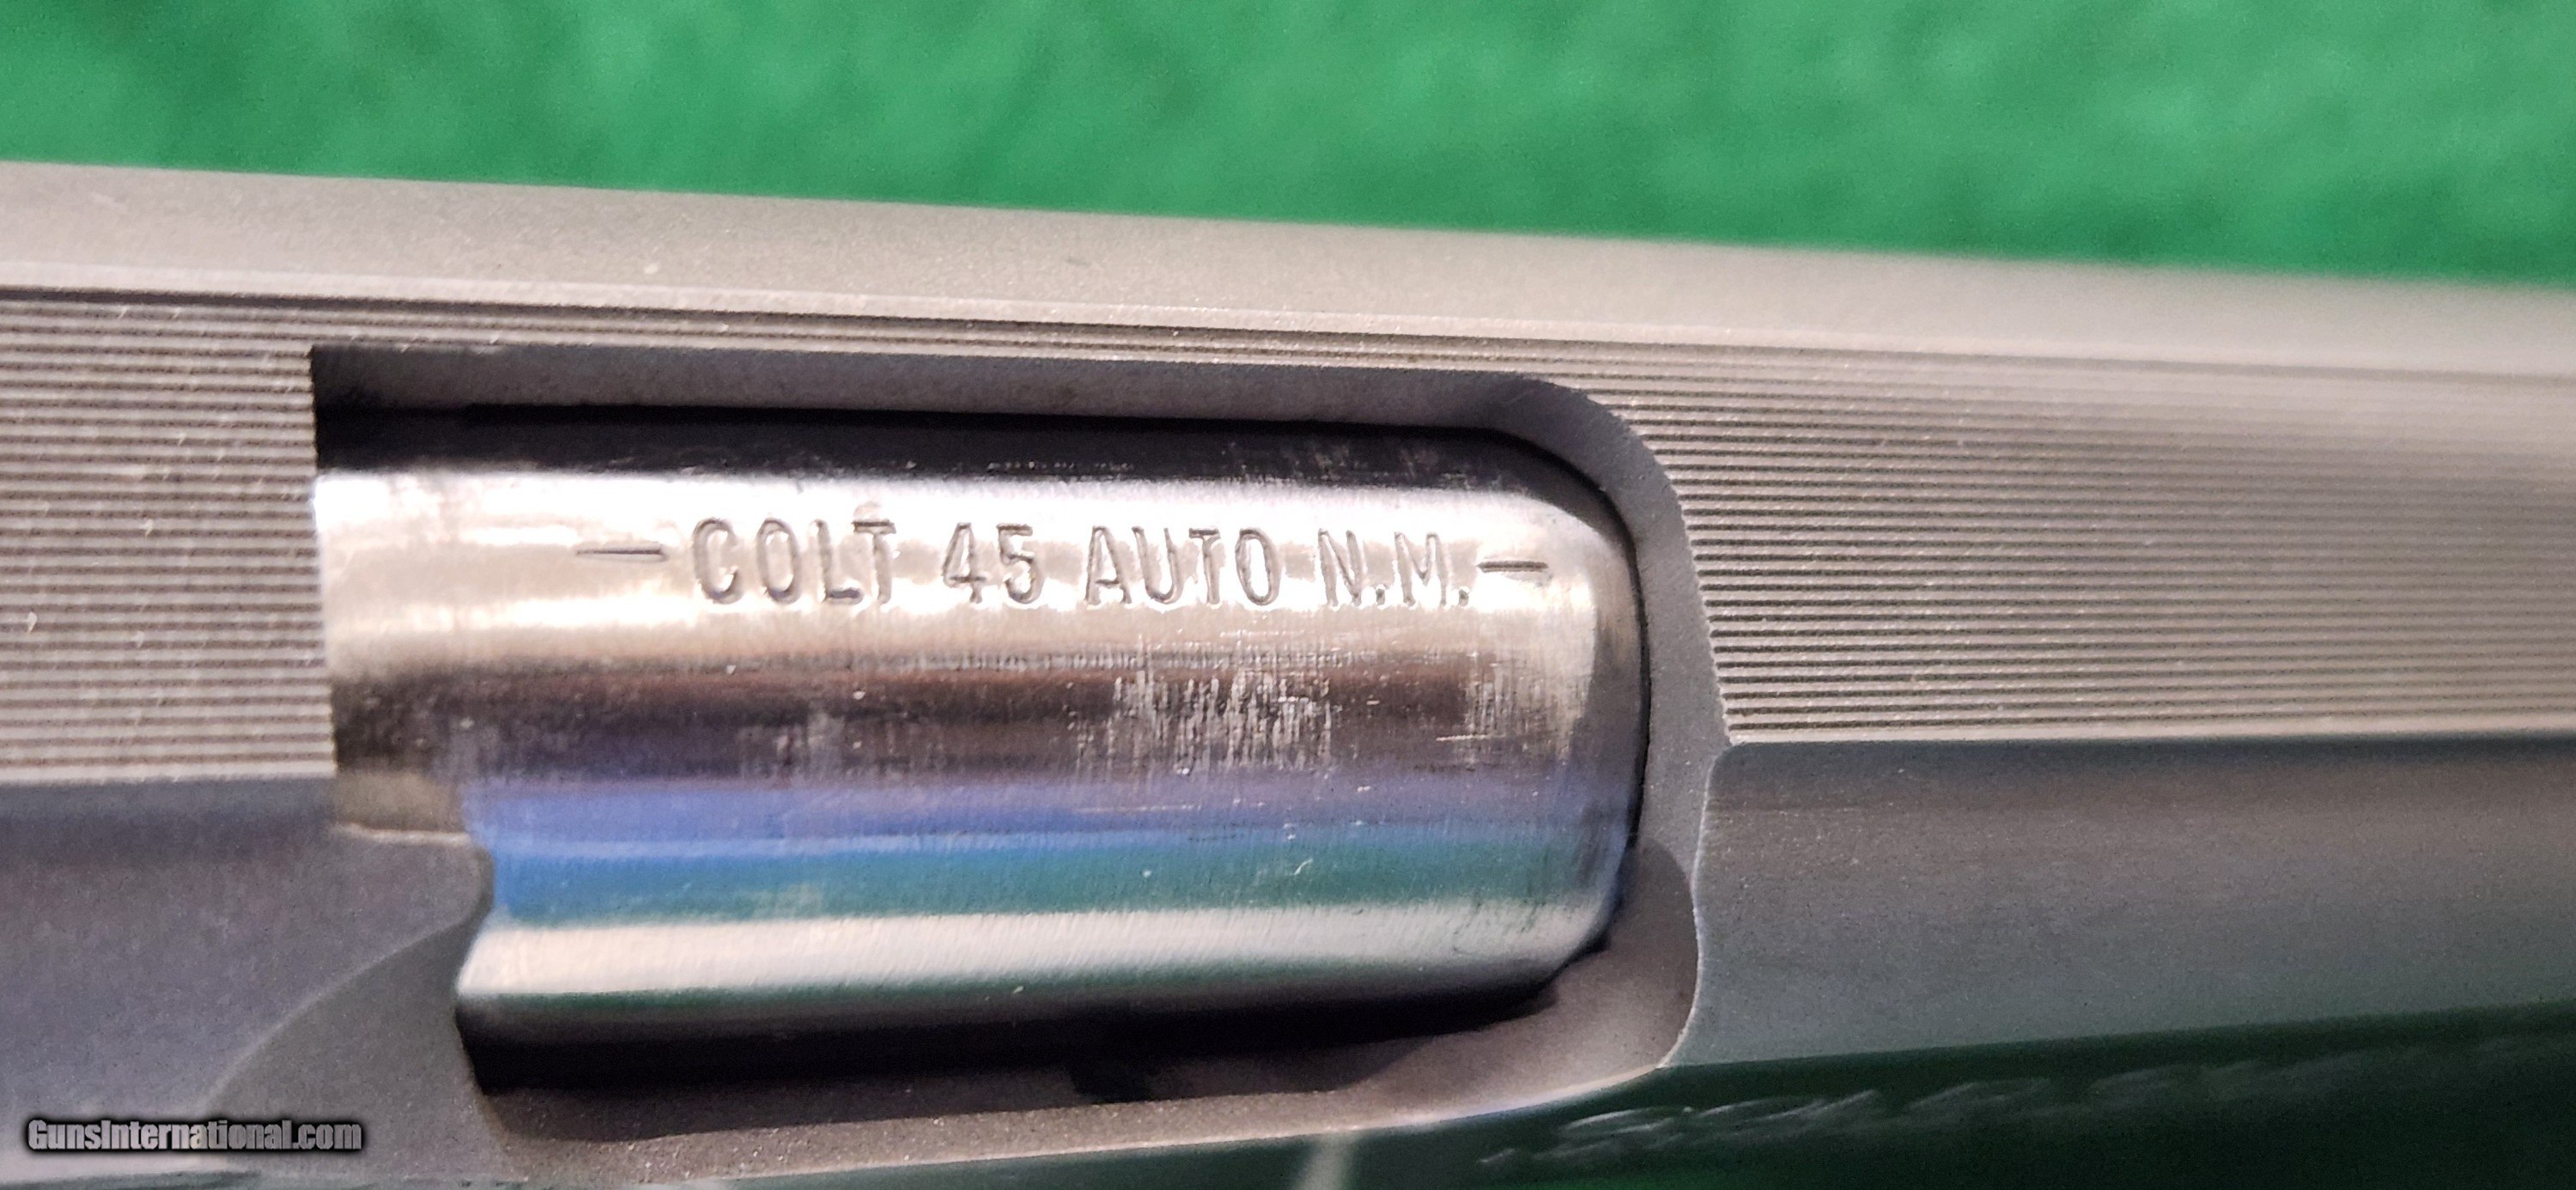 — COLT 45 AUTO N.M. —
GunsInternational.com